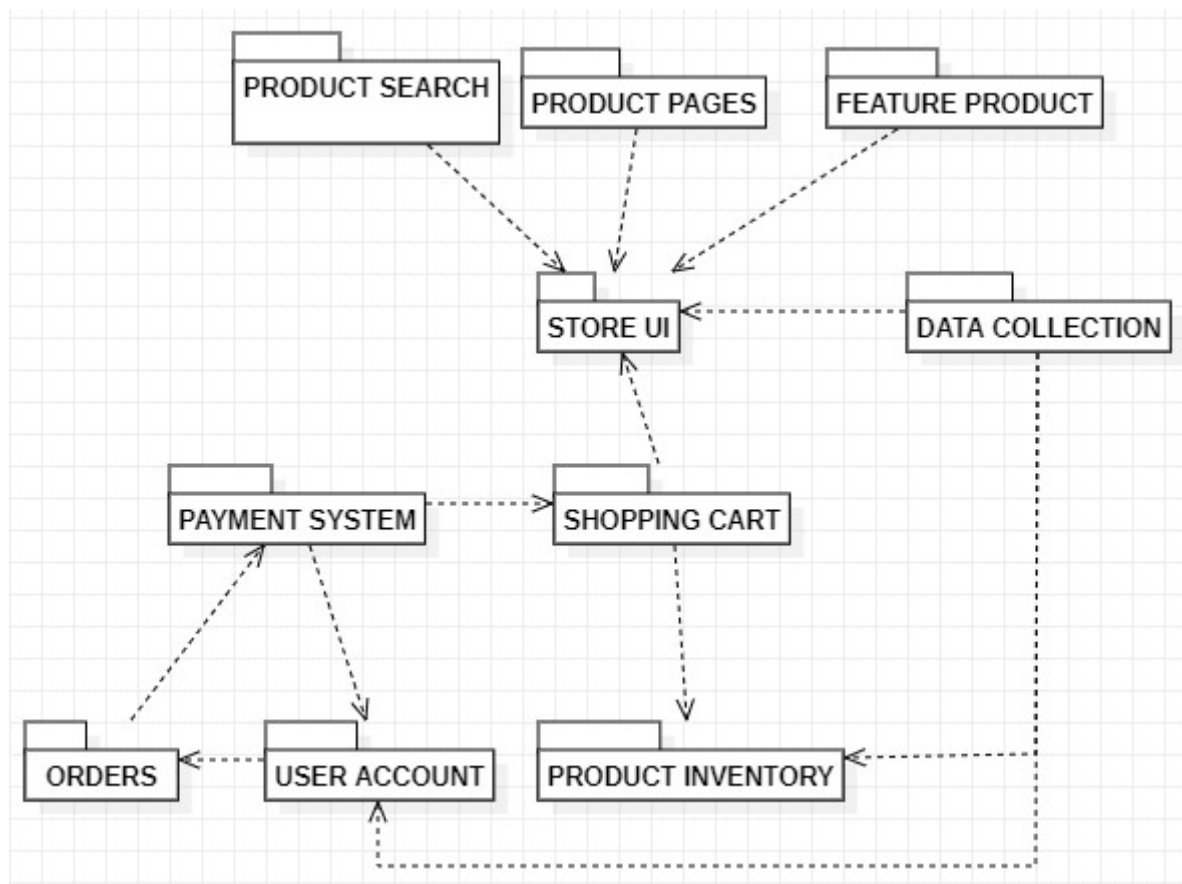 PRODUCT SEARCH
PRODUCT PAGES
FEATURE PRODUCT
STORE UI
DATA COLLECTION
PAYMENT SYSTEM
SHOPPING CART
ORDERS
USER ACCOUNT
PRODUCT INVENTORY